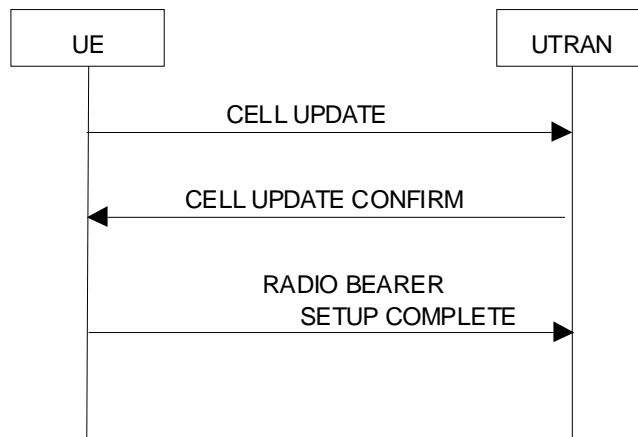 UE
UTRAN
CELL UPDATE
CELL UPDATE CONFIRM
RADIO BEARER
SETUP COMPLETE